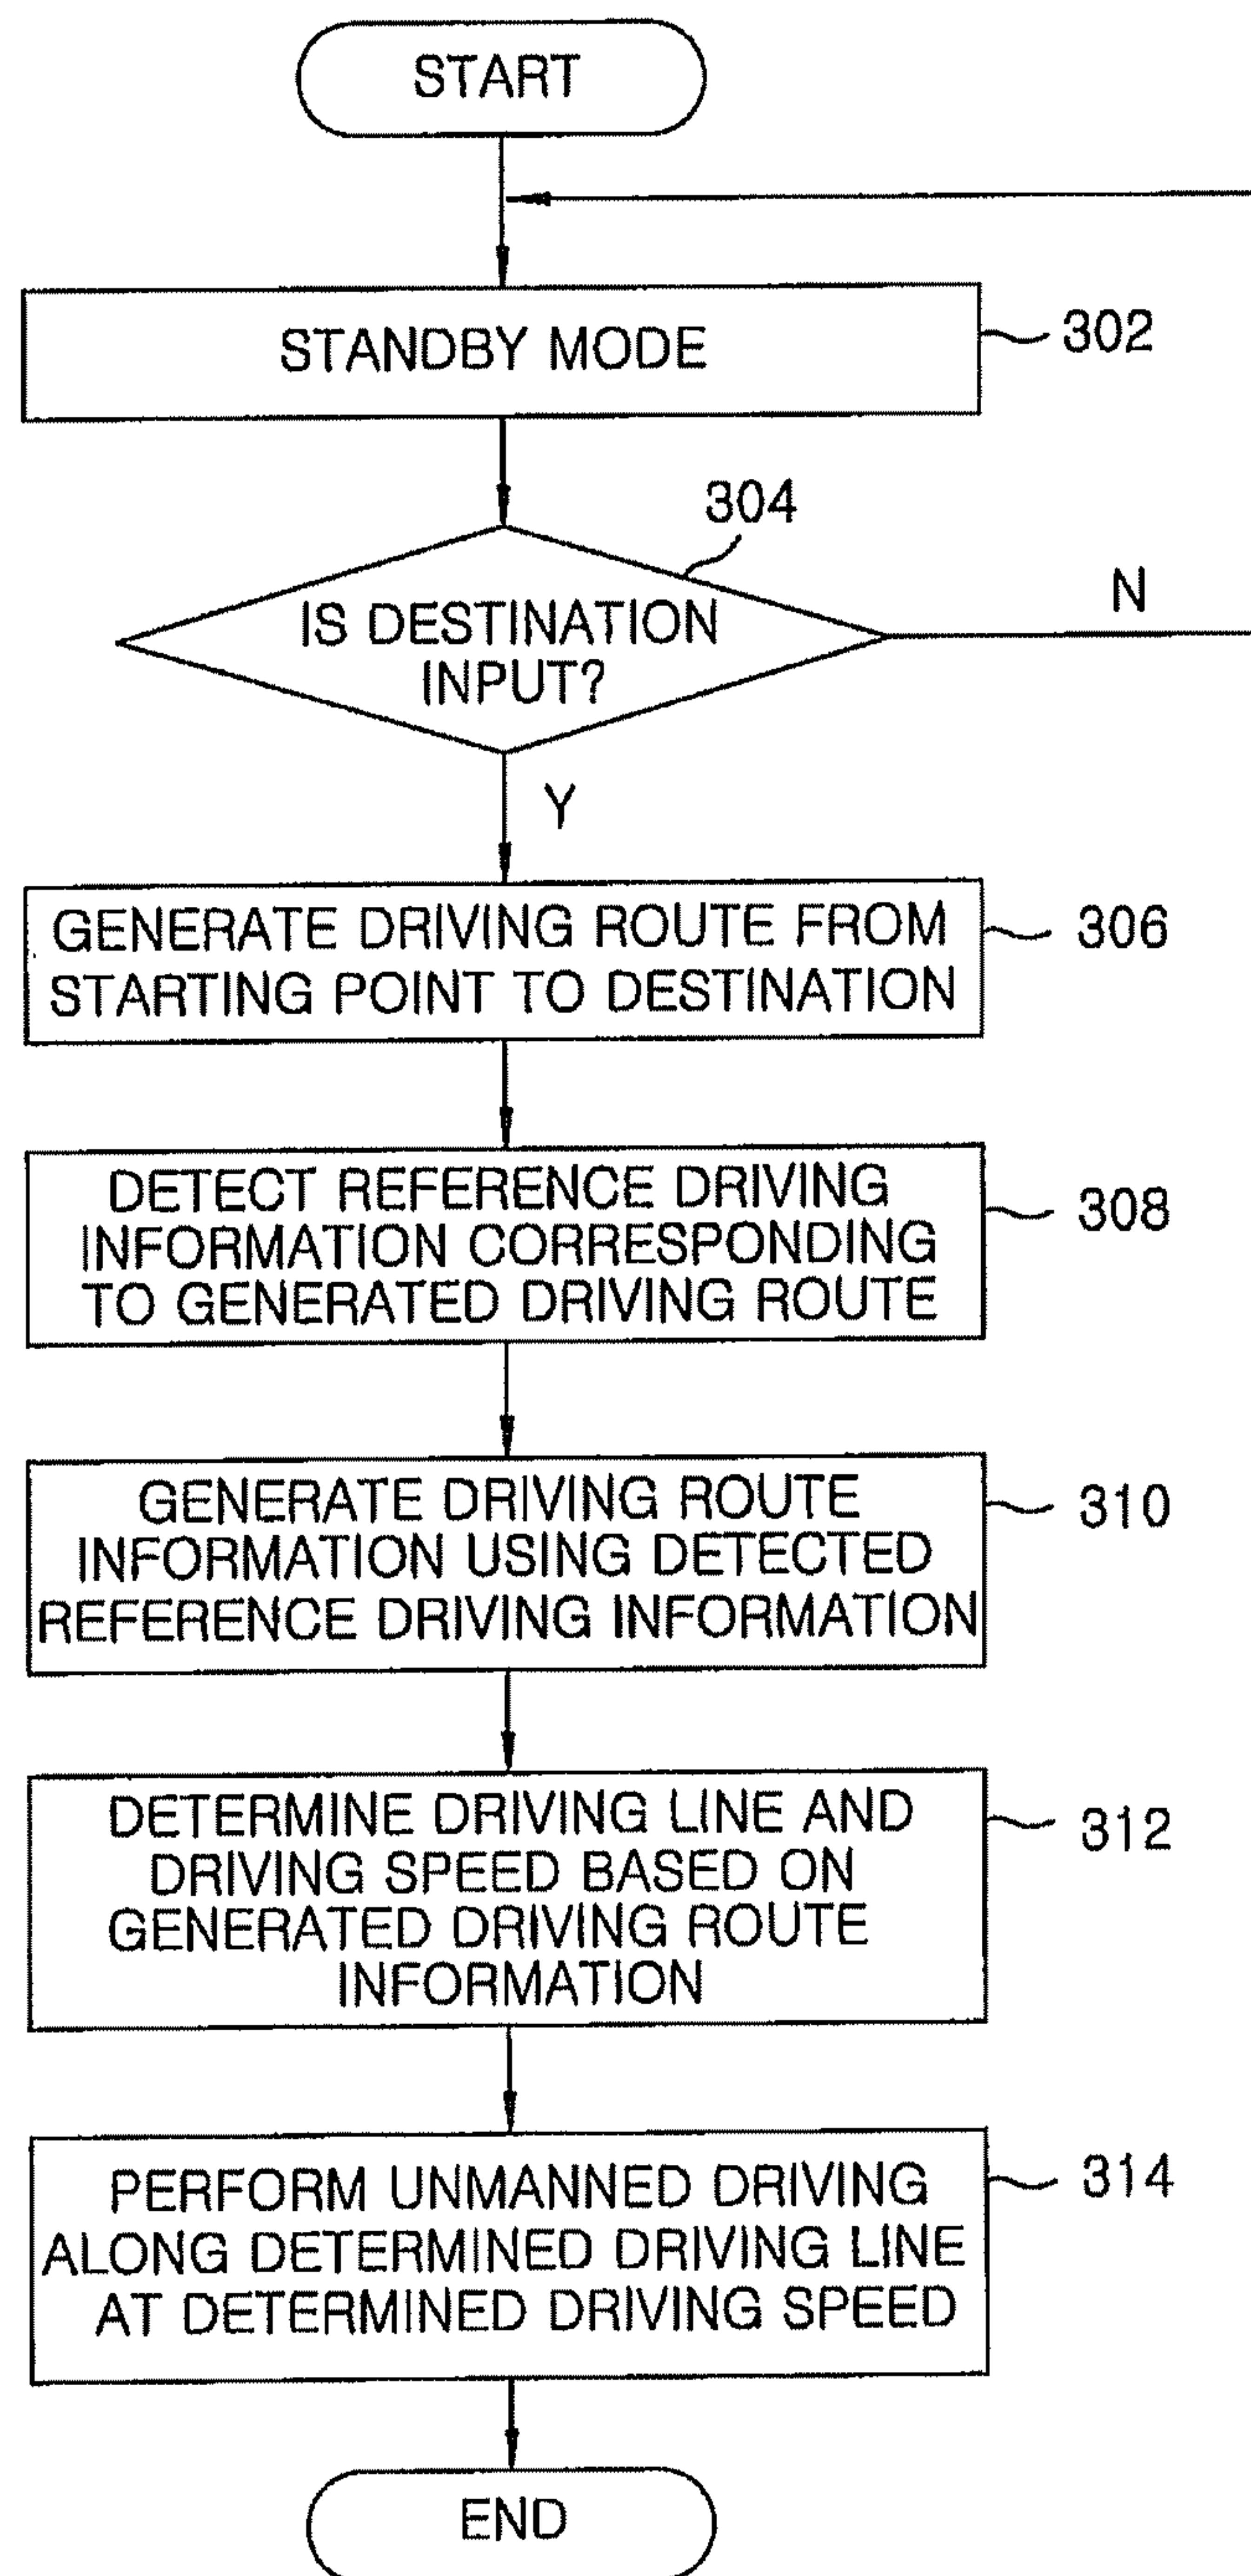 START
STANDBY MODE
302
304
IS DESTINATION
INPUT?
N
Y
GENERATE DRIVING ROUTE FROM
STARTING POINT TO DESTINATION
306
DETECT REFERENCE DRIVING
INFORMATION CORRESPONDING
TO GENERATED DRIVING ROUTE
308
GENERATE DRIVING ROUTE
INFORMATION USING DETECTED
REFERENCE DRIVING INFORMATION
310
DETERMINE DRIVING LINE AND
DRIVING SPEED BASED ON
GENERATED DRIVING ROUTE
INFORMATION
312
PERFORM UNMANNED DRIVING
ALONG DETERMINED DRIVING LINE
AT DETERMINED DRIVING SPEED
314
END